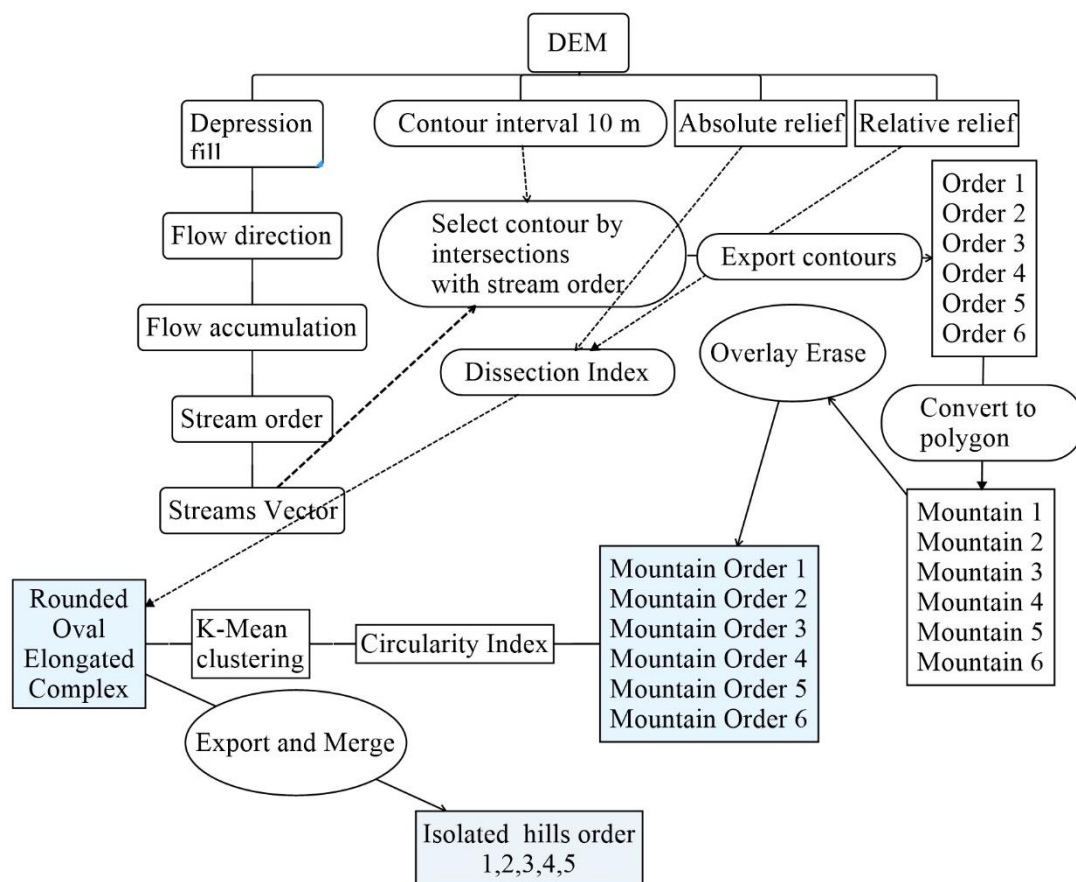 DEM
Depression
fill
Contour interval 10 m
Absolute relief
Relative relief
Order 1
Order 2
Order 3
Order 4
Order 5
Order 6
Flow direction
Select contour by
intersections
with stream order
Export contours
Flow accumulation
Overlay Erase
Dissection Index
Stream order
Convert to
polygon
Streams Vector
Mountain 1
Mountain 2
Mountain 3
Mountain 4
Mountain 5
Mountain 6
Mountain Order 1
Mountain Order 2
Mountain Order 3
Mountain Order 4
Mountain Order 5
Mountain Order 6
Rounded
Oval
Elongated
Complex
K-Mean
clustering
Circularity Index
Export and Merge
Isolated hills order
1,2,3,4,5